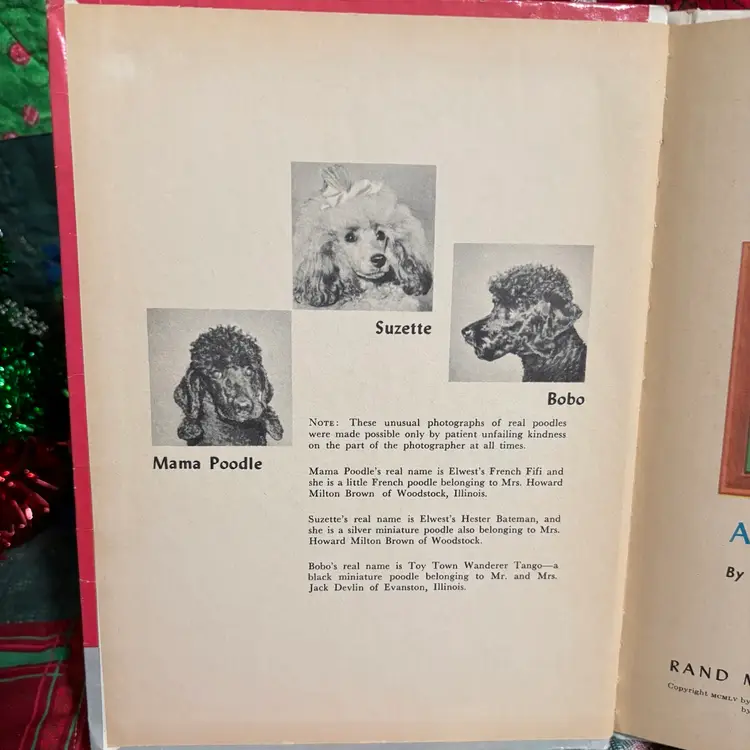 Suzette
Bobo
Mama Poodle
NOTE: These unusual photographs of real poodles
were made possible only by patient unfailing kindness
on the part of the photographer at all times.
Mama Poodle's real name is Elwest's French Fifi and
she is a little French poodle belonging to Mrs. Howard
Milton Brown of Woodstock, Illinois.
Suzette's real name is Elwest's Hester Bateman, and
she is a silver miniature poodle also belonging to Mrs.
Howard Milton Brown of Woodstock.
Bobo's real name is Toy Town Wanderer Tango—a
black miniature poodle belonging to Mr. and Mrs.
Jack Devlin of Evanston, Illinois.
A
By
RAND M
Copyright MCMLV by
by